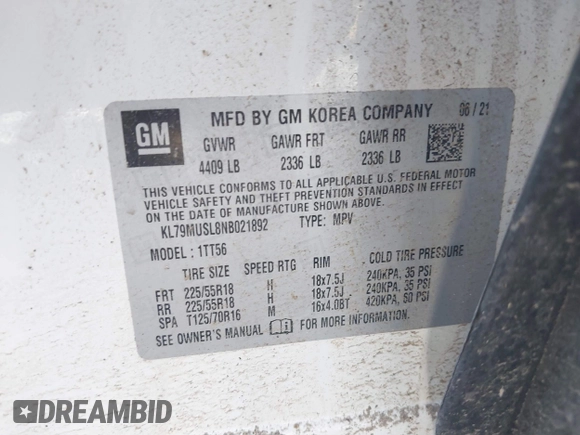 GM
MFD BY GM KOREA COMPANY 06/21
GVWR GAWR FRT GAWR RR
4409 LB 2336 LB 2336 LB
THIS VEHICLE CONFORMS TO ALL APPLICABLE U.S. FEDERAL MOTOR
VEHICLE SAFETY AND THEFT PREVENTION STANDARDS IN EFFECT
ON THE DATE OF MANUFACTURE SHOWN ABOVE.
KL79MUSL8NB021892 TYPE: MPV
MODEL: 1TT56
TIRE SIZE SPEED RTG RIM COLD TIRE PRESSURE
FRT 225/55R18 H 18x7.5J 240KPA, 35 PSI
RR 225/55R18 H 18x7.5J 240KPA, 35 PSI
SPA T125/70R16 M 16x4.0BT 420KPA, 60 PSI
SEE OWNER'S MANUAL FOR MORE INFORMATION.
DREAMBID